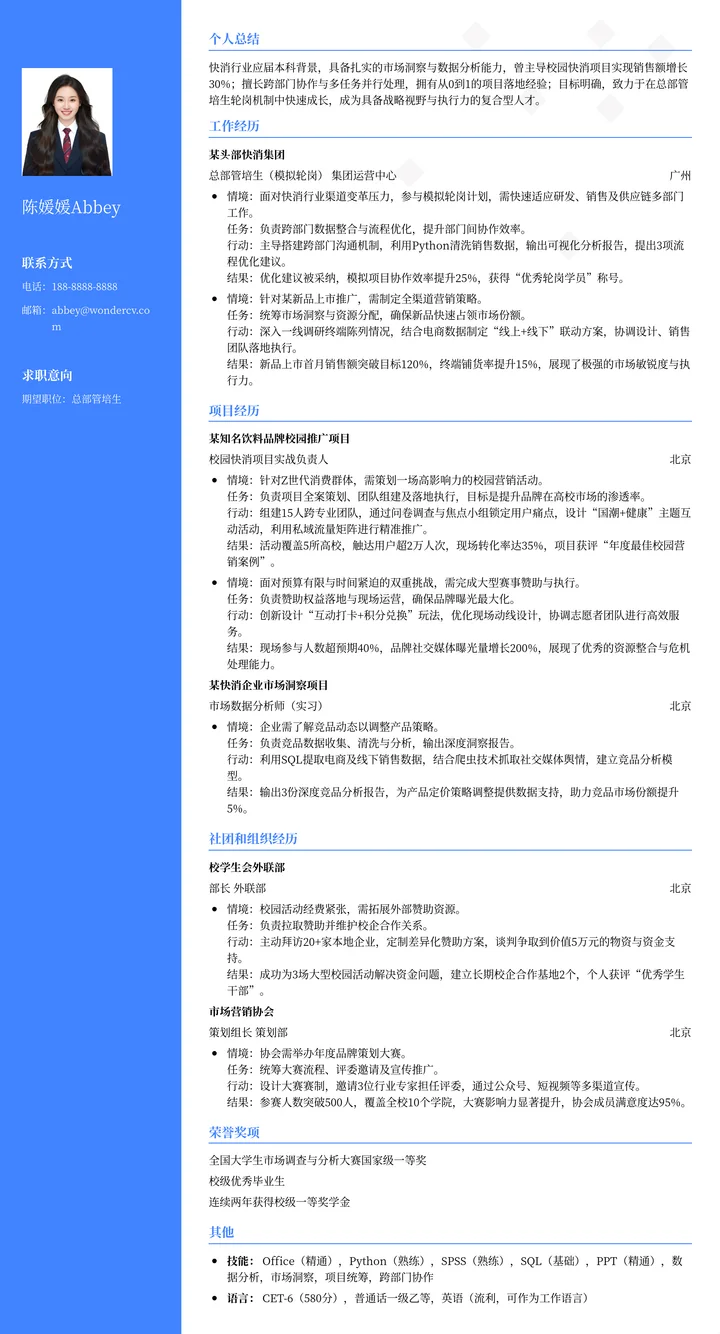 陈媛媛Abbey
联系方式
电话：188-8888-8888
邮箱：abbey@wondercv.co
m
求职意向
期望职位：总部管培生
个人总结
快消行业应届本科背景，具备扎实的市场洞察与数据分析能力，曾主导校园快消项目实现销售额增长
30%；擅长跨部门协作与多任务并行处理，拥有从0到1的项目落地经验；目标明确，致力于在总部管
培生轮岗机制中快速成长，成为具备战略视野与执行力的复合型人才。
工作经历
某头部快消集团
总部管培生（模拟轮岗） 集团运营中心 广州
• 情境：面对快消行业渠道变革压力，参与模拟轮岗计划，需快速适应研发、销售及供应链多部门
工作。
任务：负责跨部门数据整合与流程优化，提升部门间协作效率。
行动：主导搭建跨部门沟通机制，利用Python清洗销售数据，输出可视化分析报告，提出3项流
程优化建议。
结果：优化建议被采纳，模拟项目协作效率提升25%，获得“优秀轮岗学员”称号。
• 情境：针对某新品上市推广，需制定全渠道营销策略。
任务：统筹市场洞察与资源分配，确保新品快速占领市场份额。
行动：深入一线调研终端陈列情况，结合电商数据制定“线上+线下”联动方案，协调设计、销售
团队落地执行。
结果：新品上市首月销售额突破目标120%，终端铺货率提升15%，展现了极强的市场敏锐度与执
行力。
项目经历
某知名饮料品牌校园推广项目
校园快消项目实战负责人 北京
• 情境：针对Z世代消费群体，需策划一场高影响力的校园营销活动。
任务：负责项目全案策划、团队组建及落地执行，目标是提升品牌在高校市场的渗透率。
行动：组建15人跨专业团队，通过问卷调查与焦点小组锁定用户痛点，设计“国潮+健康”主题互
动活动，利用私域流量矩阵进行精准推广。
结果：活动覆盖5所高校，触达用户超2万人次，现场转化率达35%，项目获评“年度最佳校园营
销案例”。
• 情境：面对预算有限与时间紧迫的双重挑战，需完成大型赛事赞助与执行。
任务：负责赞助权益落地与现场运营，确保品牌曝光最大化。
行动：创新设计“互动打卡+积分兑换”玩法，优化现场动线设计，协调志愿者团队进行高效服
务。
结果：现场参与人数超预期40%，品牌社交媒体曝光量增长200%，展现了优秀的资源整合与危机
处理能力。
某快消企业市场洞察项目
市场数据分析师（实习） 北京
• 情境：企业需了解竞品动态以调整产品策略。
任务：负责竞品数据收集、清洗与分析，输出深度洞察报告。
行动：利用SQL提取电商及线下销售数据，结合爬虫技术抓取社交媒体舆情，建立竞品分析模
型。
结果：输出3份深度竞品分析报告，为产品定价策略调整提供数据支持，助力竞品市场份额提升
5%。
社团和组织经历
校学生会外联部
部长 外联部 北京
• 情境：校园活动经费紧张，需拓展外部赞助资源。
任务：负责拉取赞助并维护校企合作关系。
行动：主动拜访20+家本地企业，定制差异化赞助方案，谈判争取到价值5万元的物资与资金支
持。
结果：成功为3场大型校园活动解决资金问题，建立长期校企合作基地2个，个人获评“优秀学生
干部”。
市场营销协会
策划组长 策划部 北京
• 情境：协会需举办年度品牌策划大赛。
任务：统筹大赛流程、评委邀请及宣传推广。
行动：设计大赛赛制，邀请3位行业专家担任评委，通过公众号、短视频等多渠道宣传。
结果：参赛人数突破500人，覆盖全校10个学院，大赛影响力显著提升，协会成员满意度达95%。
荣誉奖项
全国大学生市场调查与分析大赛国家级一等奖
校级优秀毕业生
连续两年获得校级一等奖学金
其他
• 技能： Office（精通），Python（熟练），SPSS（熟练），SQL（基础），PPT（精通），数
据分析，市场洞察，项目统筹，跨部门协作
• 语言： CET-6（580分），普通话一级乙等，英语（流利，可作为工作语言）